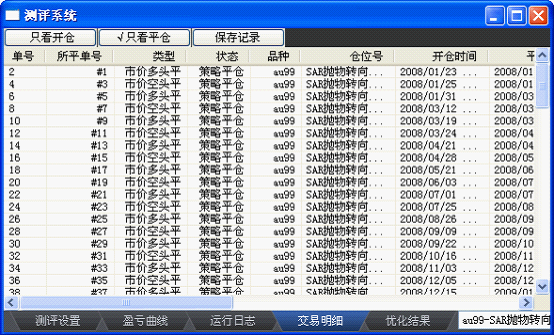 测评系统
只看开仓 √只看平仓 保存记录
单号 所平单号 类型 状态 品种 仓位号 开仓时间 平
2 #1 市价多头平 策略平仓 au99 SAR抛物转向... 2008/01/23 ... 2008/01
4 #3 市价空头平 策略平仓 au99 SAR抛物转向... 2008/01/25 ... 2008/01
6 #5 市价多头平 策略平仓 au99 SAR抛物转向... 2008/01/31 ... 2008/03
8 #7 市价空头平 策略平仓 au99 SAR抛物转向... 2008/03/12 ... 2008/03
10 #9 市价多头平 策略平仓 au99 SAR抛物转向... 2008/03/19 ... 2008/03
12 #11 市价空头平 策略平仓 au99 SAR抛物转向... 2008/03/24 ... 2008/04
14 #13 市价多头平 策略平仓 au99 SAR抛物转向... 2008/04/21 ... 2008/04
16 #15 市价空头平 策略平仓 au99 SAR抛物转向... 2008/04/28 ... 2008/05
18 #17 市价多头平 策略平仓 au99 SAR抛物转向... 2008/05/21 ... 2008/06
20 #19 市价空头平 策略平仓 au99 SAR抛物转向... 2008/06/03 ... 2008/07
22 #21 市价多头平 策略平仓 au99 SAR抛物转向... 2008/07/01 ... 2008/07
24 #23 市价空头平 策略平仓 au99 SAR抛物转向... 2008/07/25 ... 2008/08
26 #25 市价多头平 策略平仓 au99 SAR抛物转向... 2008/08/26 ... 2008/09
28 #27 市价空头平 策略平仓 au99 SAR抛物转向... 2008/09/09 ... 2008/09
30 #29 市价多头平 策略平仓 au99 SAR抛物转向... 2008/09/22 ... 2008/10
32 #31 市价空头平 策略平仓 au99 SAR抛物转向... 2008/10/16 ... 2008/11
34 #33 市价多头平 策略平仓 au99 SAR抛物转向... 2008/11/03 ... 2008/12
36 #35 市价空头平 策略平仓 au99 SAR抛物转向... 2008/12/05 ... 2008/12
38 #37 市价多头平 策略平仓 au99 SAR抛物转向... 2008/12/15 ... 2009/01
测评设置 盈亏曲线 运行日志 交易明细 优化结果 au99-SAR抛物转向